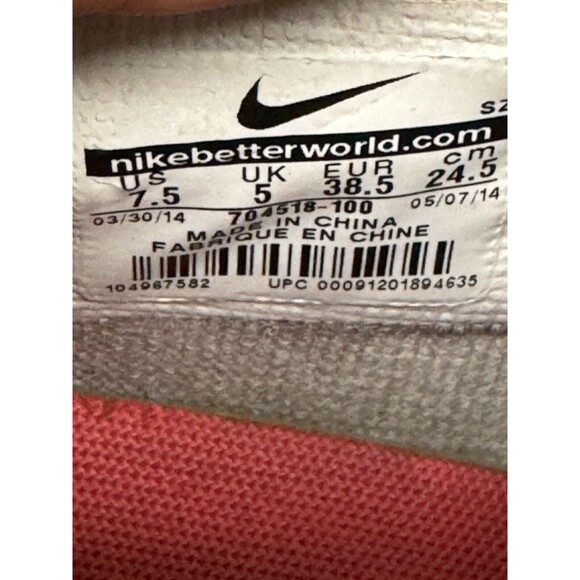 SZ
nikebetterworld.com
US UK EUR cm
7.5 5 38.5 24.5
03/30/14 704518-100 05/07/14
MADE IN CHINA
FABRIQUE EN CHINE
104967582 UPC 00091201894635